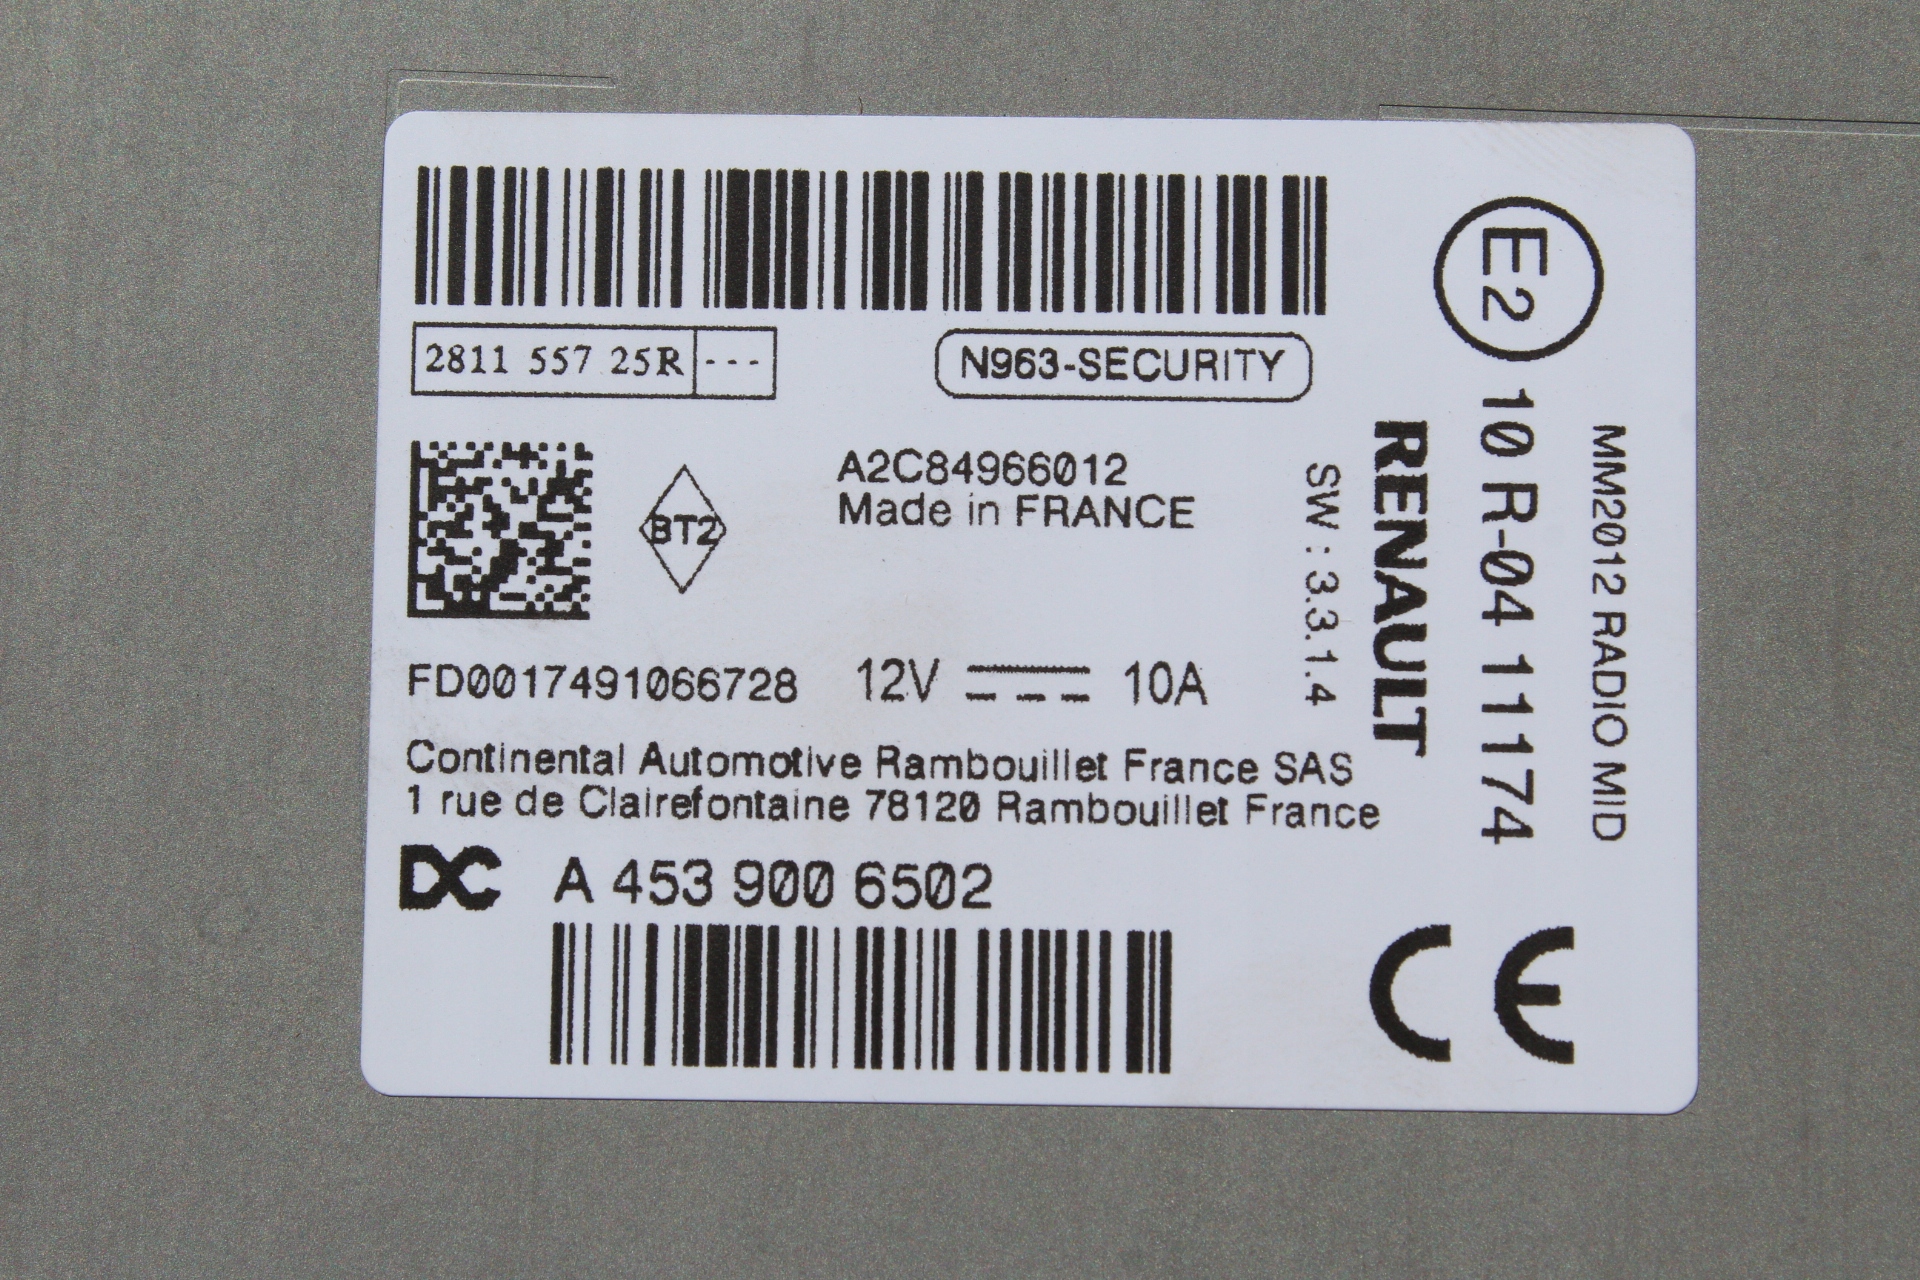 2811 557 25R ---
N963-SECURITY
BT2
A2C84966012
Made in FRANCE
FD0017491066728 12V 10A
Continental Automotive Rambouillet France SAS
1 rue de Clairefontaine 78120 Rambouillet France
DC A 453 900 6502
SW : 3.3.1.4
RENAULT
E2 10 R-04 11174
MM2012 RADIO MID
CE